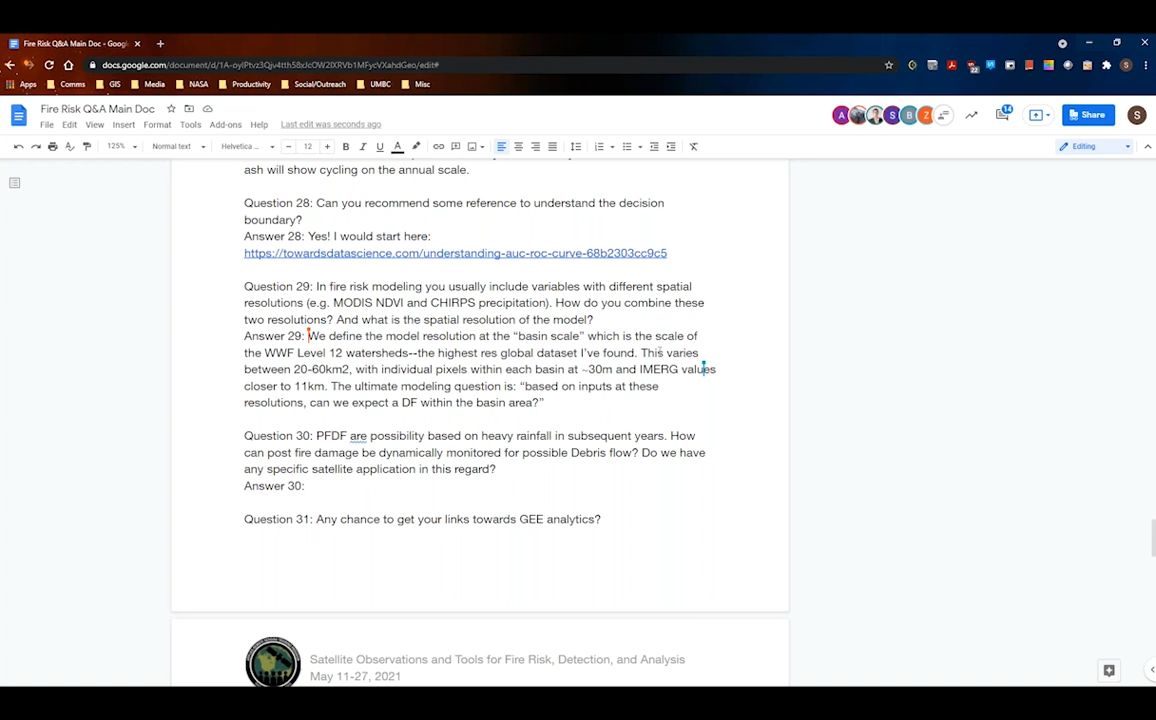 Fire Risk Q&A Main Doc - Googl
docs.google.com/document/d/1A-oyIPtvz3Qjv4tth58xJcOW2IXRVb1MFycVXahdGeo/edit#
Apps Comms GIS Media NASA Productivity Social/Outreach UMBC Misc
Fire Risk Q&A Main Doc
File Edit View Insert Format Tools Add-ons Help Last edit was seconds ago
A S B Z 14 Share S
125% Normal text Helvetica ... 12 B I U A Editing
ash will show cycling on the annual scale.
Question 28: Can you recommend some reference to understand the decision
boundary?
Answer 28: Yes! I would start here:
https://towardsdatascience.com/understanding-auc-roc-curve-68b2303cc9c5
Question 29: In fire risk modeling you usually include variables with different spatial
resolutions (e.g. MODIS NDVI and CHIRPS precipitation). How do you combine these
two resolutions? And what is the spatial resolution of the model?
Answer 29: We define the model resolution at the “basin scale” which is the scale of
the WWF Level 12 watersheds--the highest res global dataset I’ve found. This varies
between 20-60km2, with individual pixels within each basin at ~30m and IMERG values
closer to 11km. The ultimate modeling question is: “based on inputs at these
resolutions, can we expect a DF within the basin area?”
Question 30: PFDF are possibility based on heavy rainfall in subsequent years. How
can post fire damage be dynamically monitored for possible Debris flow? Do we have
any specific satellite application in this regard?
Answer 30:
Question 31: Any chance to get your links towards GEE analytics?
Satellite Observations and Tools for Fire Risk, Detection, and Analysis
May 11-27, 2021